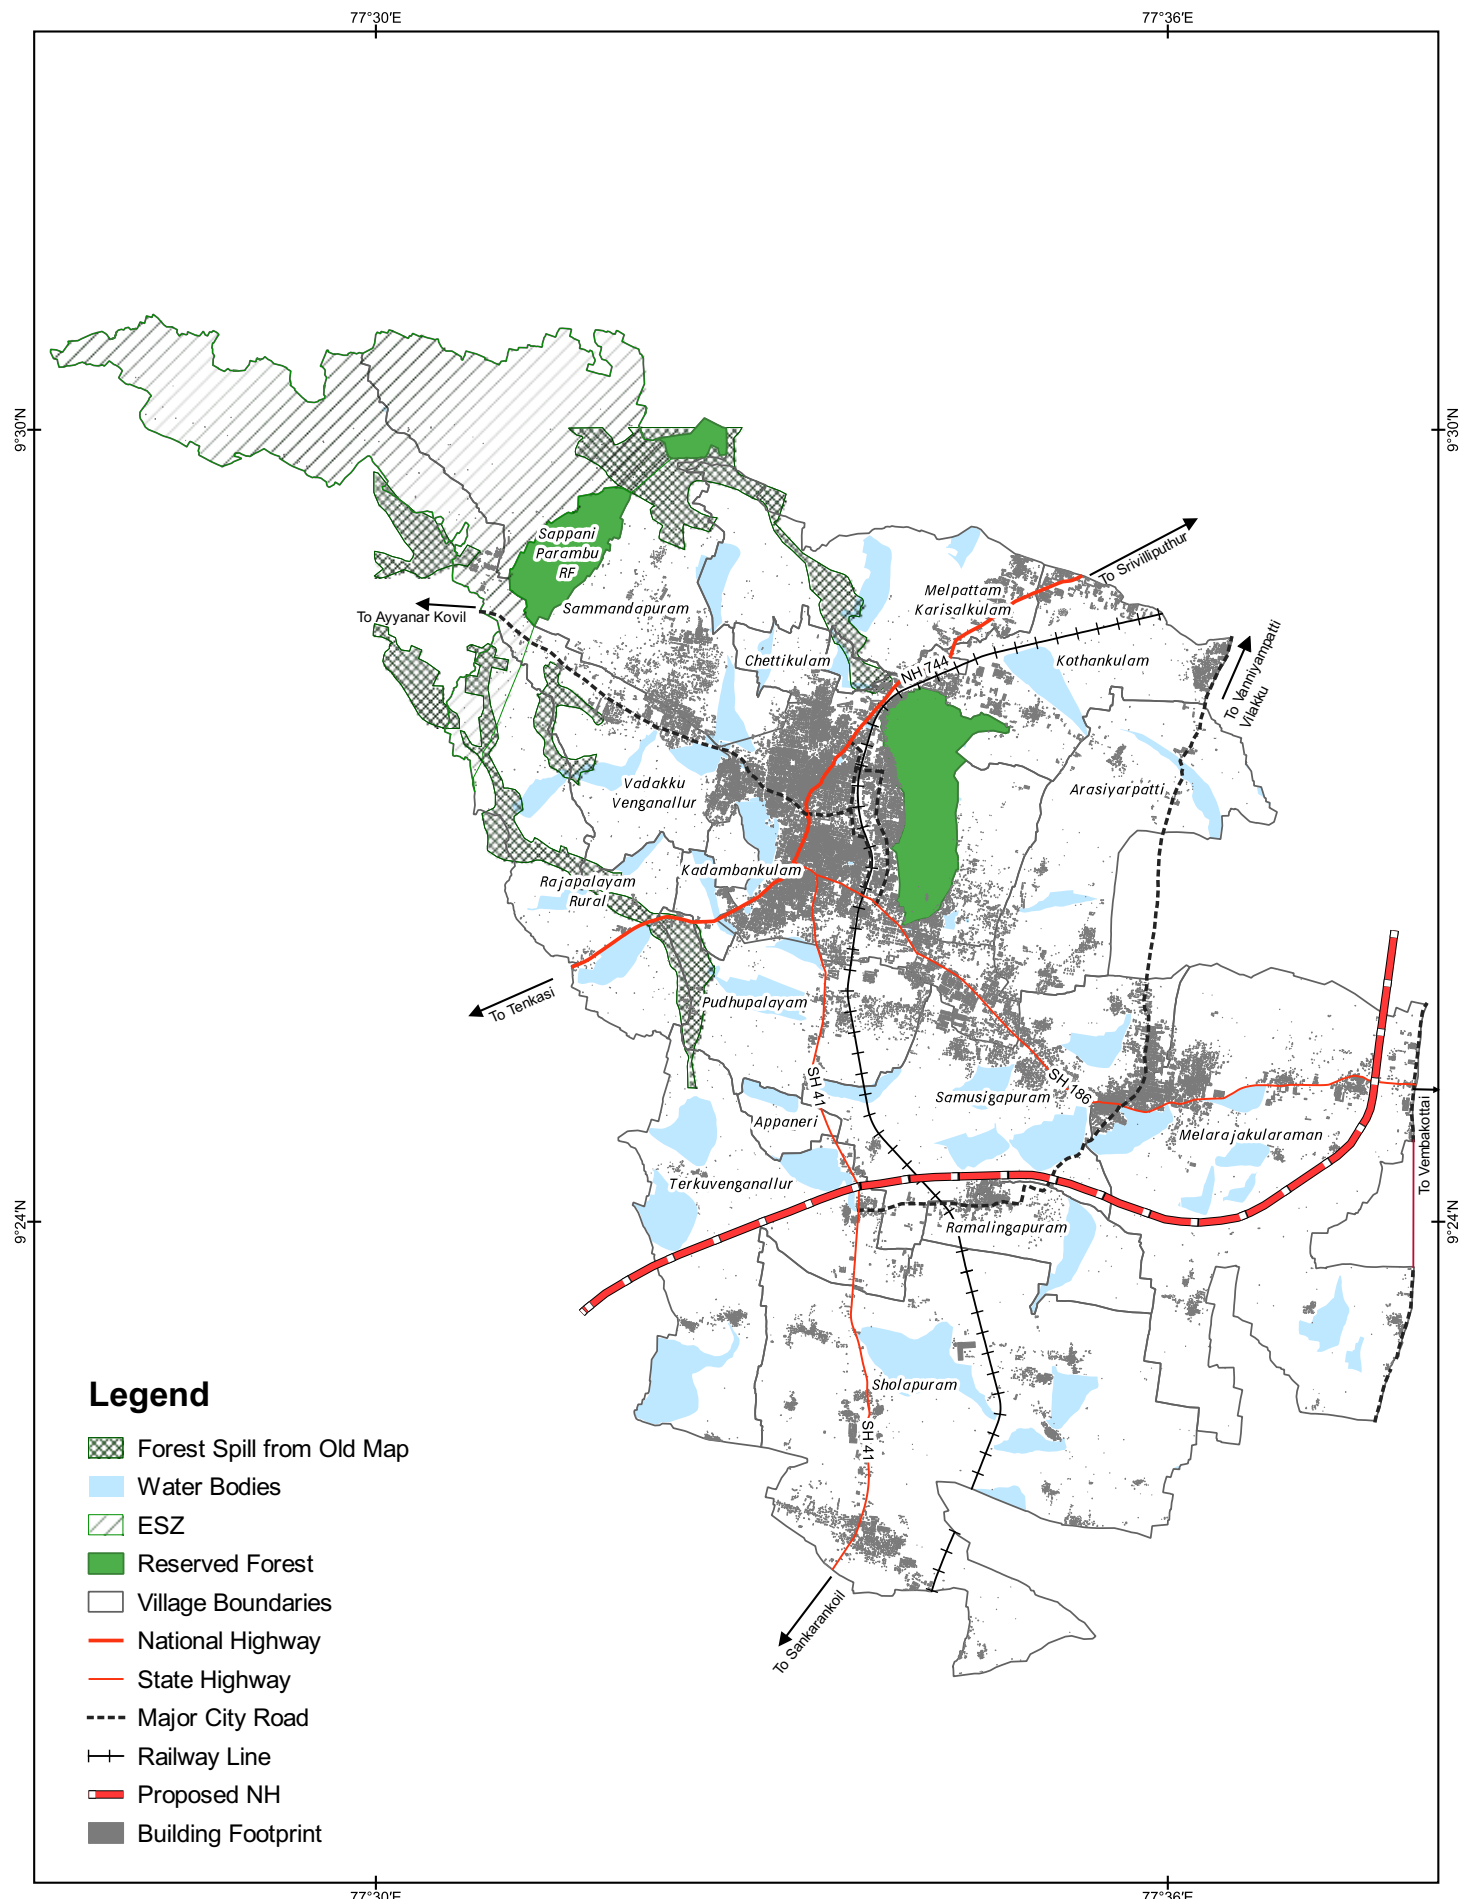 77°30'E
77°36'E
9°30'N
9°30'N
Sappani
Parambu
RF
To Srivilliputhur
Melpattam
Karisalkulam
Sammandapuram
To Ayyanar Kovil
Chettikulam
NH 744
Kothankulam
To Vanniyampatti
Vilakku
Vadakku
Venganallur
Arasiyarpatti
Kadambankulam
Rajapalayam
Rural
To Tenkasi
Pudhupalayam
SH 41
SH 186
Samusigapuram
Appaneri
Melarajakularaman
To Vembakottai
Terkuvenganallur
Ramalingapuram
9°24'N
9°24'N
Sholapuram
SH 41
To Sankarankoil
Legend
Forest Spill from Old Map
Water Bodies
ESZ
Reserved Forest
Village Boundaries
National Highway
State Highway
Major City Road
Railway Line
Proposed NH
Building Footprint
77°30'E
77°36'E